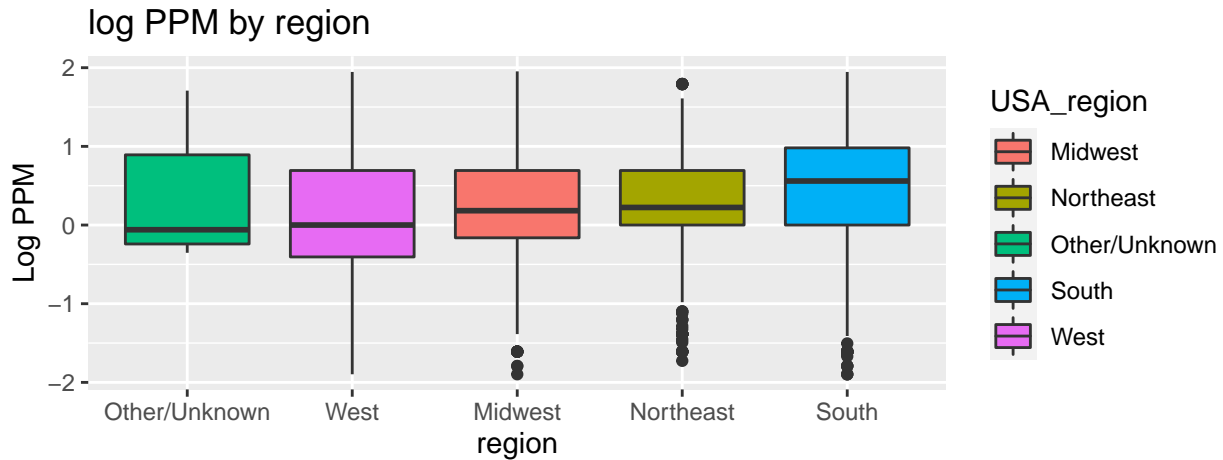 log PPM by region
2
1
0
−1
−2
Log PPM
Other/Unknown
West
Midwest
Northeast
South
region
USA_region
Midwest
Northeast
Other/Unknown
South
West